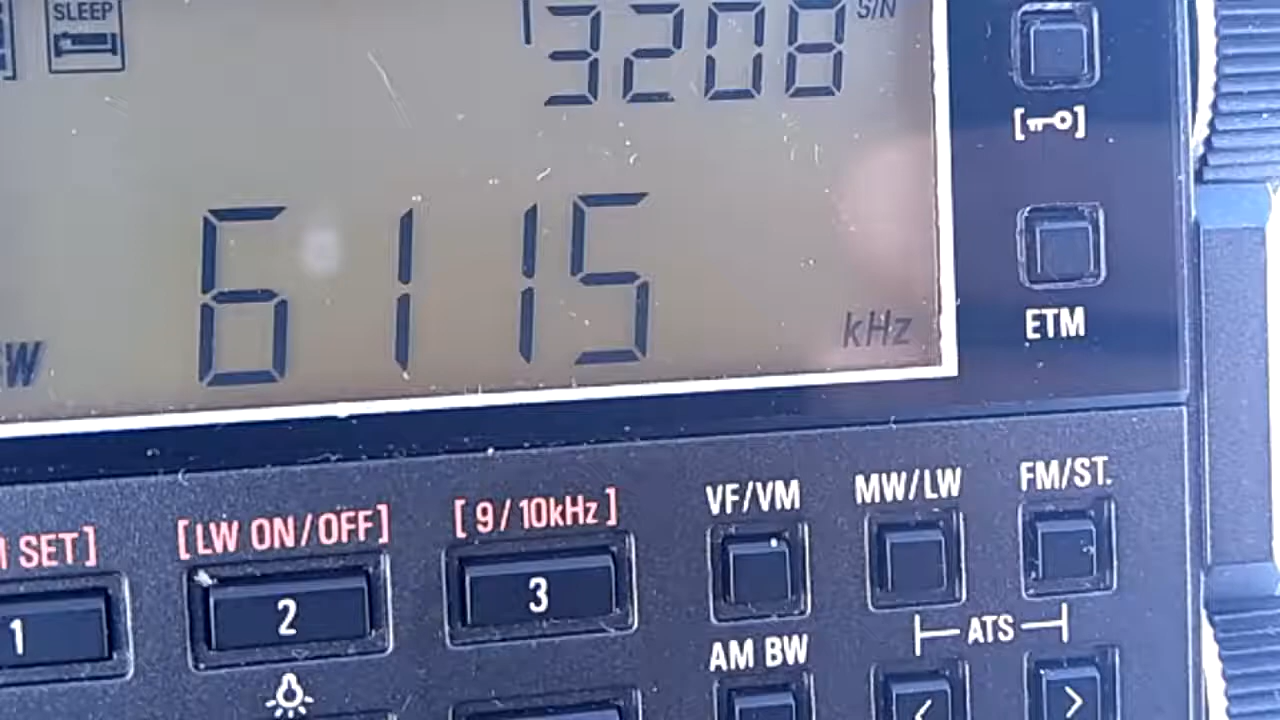 SLEEP
3208 S/N
6115
W kHz
[🔑]
ETM
VF/VM MW/LW FM/ST.
SET] [LW ON/OFF] [9/10kHz]
1 2 3
ATS
AM BW
< >